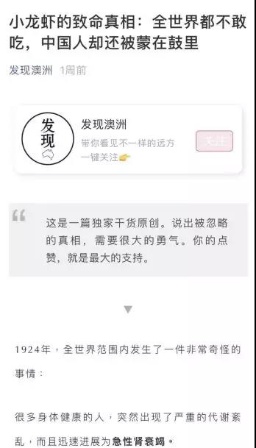 小龙虾的致命真相：全世界都不敢
吃，中国人却还被蒙在鼓里
发现澳洲 1周前
发现
发现澳洲
带你看见不一样的远方
一键关注👉
关注
这是一篇独家干货原创。说出被忽略
的真相，需要很大的勇气。你的点
赞，就是最大的支持。
1924年，全世界范围内发生了一件非常奇怪的
事情：
很多身体健康的人，突然出现了严重的代谢紊
乱，而且迅速进展为急性肾衰竭。